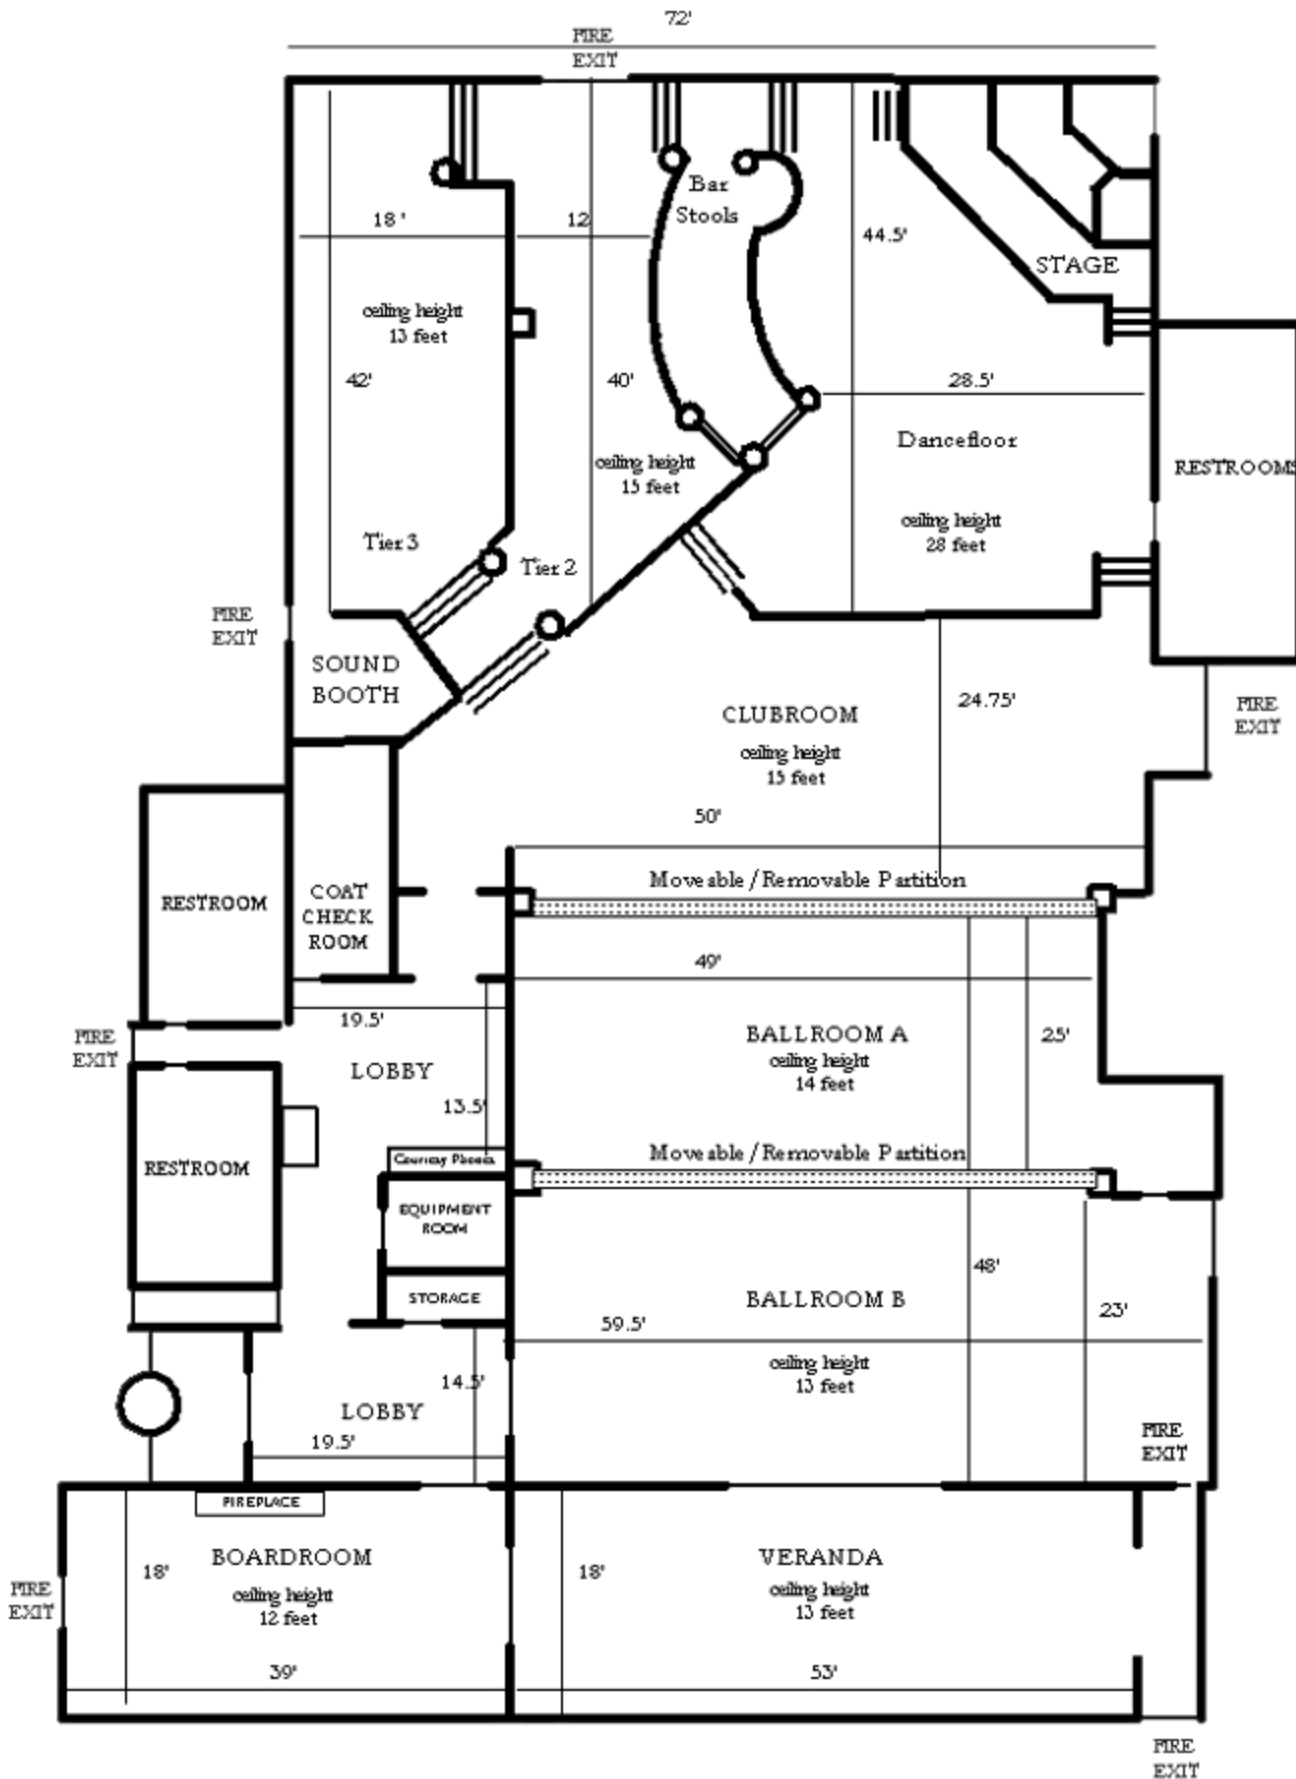 72'
FIRE
EXIT
Bar
Stools
18 '
12
44.5'
STAGE
ceiling height
13 feet
42'
40'
28.5'
Dancefloor
ceiling height
15 feet
RESTROOMS
ceiling height
28 feet
Tier 3
Tier 2
FIRE
EXIT
SOUND
BOOTH
CLUBROOM
24.75'
FIRE
EXIT
ceiling height
15 feet
50'
Moveable / Removable Partition
RESTROOM
COAT
CHECK
ROOM
49'
19.5'
FIRE
EXIT
LOBBY
BALLROOM A
ceiling height
14 feet
25'
13.5'
Courtesy Phones
Moveable / Removable Partition
RESTROOM
EQUIPMENT
ROOM
48'
STORAGE
BALLROOM B
23'
59.5'
ceiling height
13 feet
14.5'
LOBBY
19.5'
FIRE
EXIT
FIREPLACE
BOARDROOM
VERANDA
18'
18'
ceiling height
12 feet
ceiling height
13 feet
FIRE
EXIT
39'
53'
FIRE
EXIT